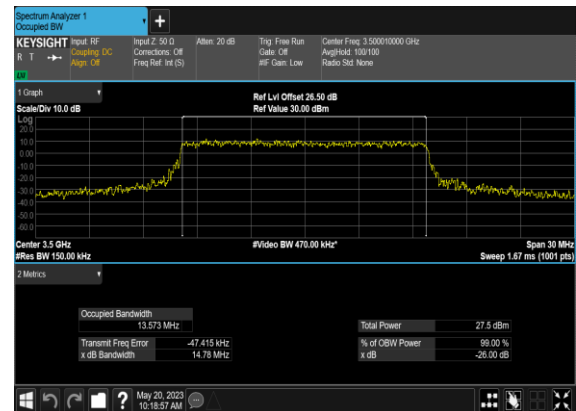 Spectrum Analyzer 1
Occupied BW
+
KEYSIGHT Input: RF Input Z: 50 Ω Atten: 20 dB Trig: Free Run Center Freq: 3.500010000 GHz
R T Coupling: DC Corrections: Off Gate: Off Avg|Hold: 100/100
Align: Off Freq Ref: Int (S) #IF Gain: Low Radio Std: None
1 Graph
Scale/Div 10.0 dB
Ref Lvl Offset 26.50 dB
Ref Value 30.00 dBm
Log
20.0
10.0
0.00
-10.0
-20.0
-30.0
-40.0
-50.0
-60.0
Center 3.5 GHz #Video BW 470.00 kHz* Span 30 MHz
#Res BW 150.00 kHz Sweep 1.67 ms (1001 pts)
2 Metrics
Occupied Bandwidth
13.573 MHz Total Power 27.5 dBm
Transmit Freq Error -47.415 kHz % of OBW Power 99.00 %
x dB Bandwidth 14.78 MHz x dB -26.00 dB
? May 20, 2023
10:18:57 AM